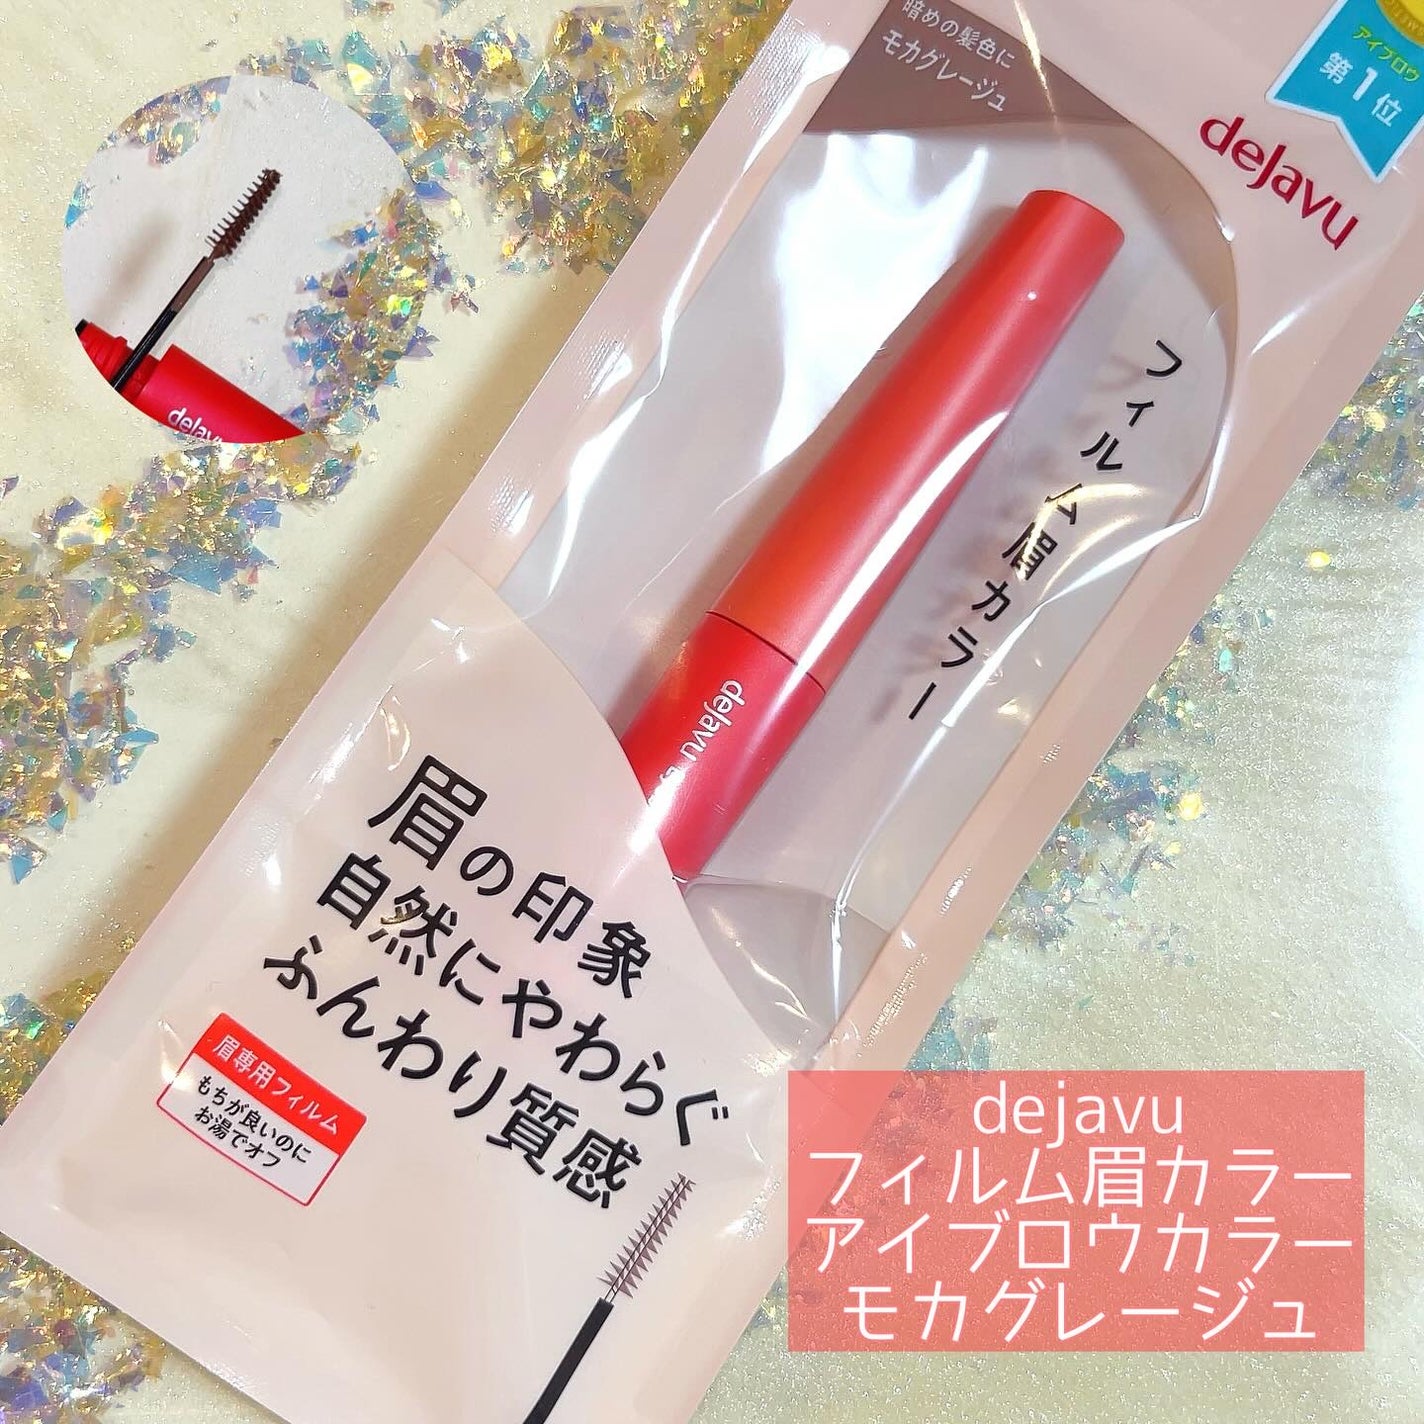 暗めの髪色に
モカグレージュ
アイブロウ
第1位
dejavu
フィルム眉カラー
dejavu
dejavu
眉の印象
自然にやわらぐ
ふんわり質感
眉専用フィルム
もちが良いのに
お湯でオフ
dejavu
フィルム眉カラー
アイブロウカラー
モカグレージュ